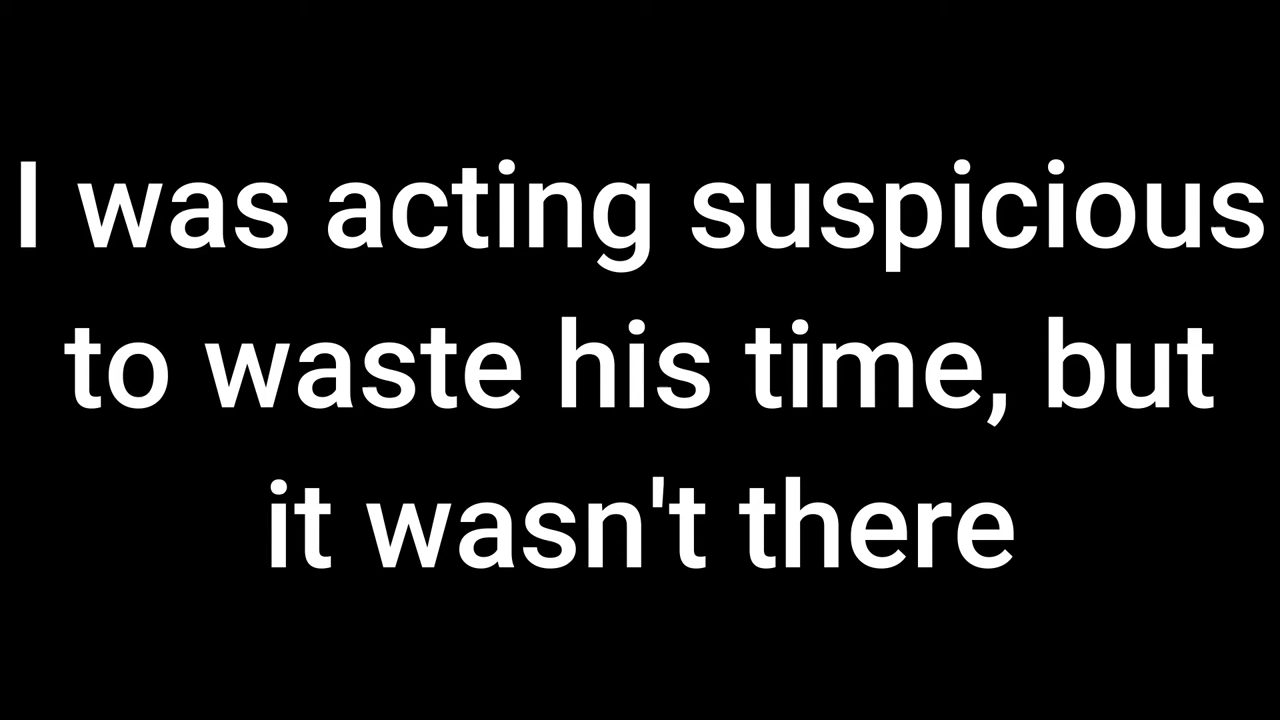 I was acting suspicious
to waste his time, but
it wasn't there